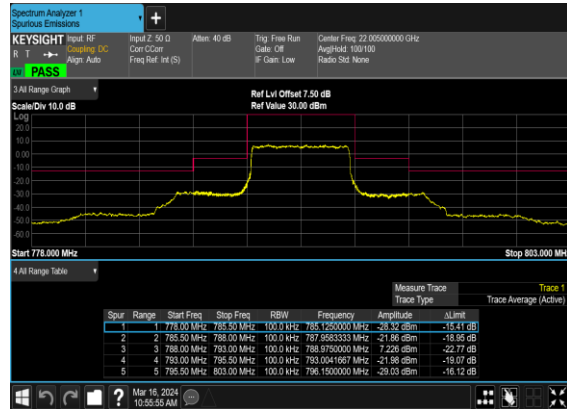 Spectrum Analyzer 1
Spurious Emissions
+
KEYSIGHT Input: RF Input Z: 50 Ω Atten: 40 dB Trig: Free Run Center Freq: 22.005000000 GHz
R T Coupling: DC Corr CCorr Gate: Off Avg|Hold: 100/100
Align: Auto Freq Ref: Int (S) IF Gain: Low Radio Std: None
PASS
3 All Range Graph
Ref Lvl Offset 7.50 dB
Scale/Div 10.0 dB Ref Value 30.00 dBm
Log
20.0
10.0
0.00
-10.0
-20.0
-30.0
-40.0
-50.0
-60.0
Start 778.000 MHz Stop 803.000 MH
4 All Range Table
Measure Trace Trace 1
Trace Type Trace Average (Active)
Spur Range Start Freq Stop Freq RBW Frequency Amplitude ΔLimit
1 1 778.00 MHz 785.50 MHz 100.0 kHz 785.1250000 MHz -28.32 dBm -15.41 dB
2 2 785.50 MHz 788.00 MHz 100.0 kHz 787.9583333 MHz -21.86 dBm -18.95 dB
3 3 788.00 MHz 793.00 MHz 100.0 kHz 788.9750000 MHz 7.226 dBm -22.77 dB
4 4 793.00 MHz 795.50 MHz 100.0 kHz 793.0041667 MHz -21.98 dBm -19.07 dB
5 5 795.50 MHz 803.00 MHz 100.0 kHz 796.1500000 MHz -29.03 dBm -16.12 dB
? Mar 16, 2024
10:55:55 AM